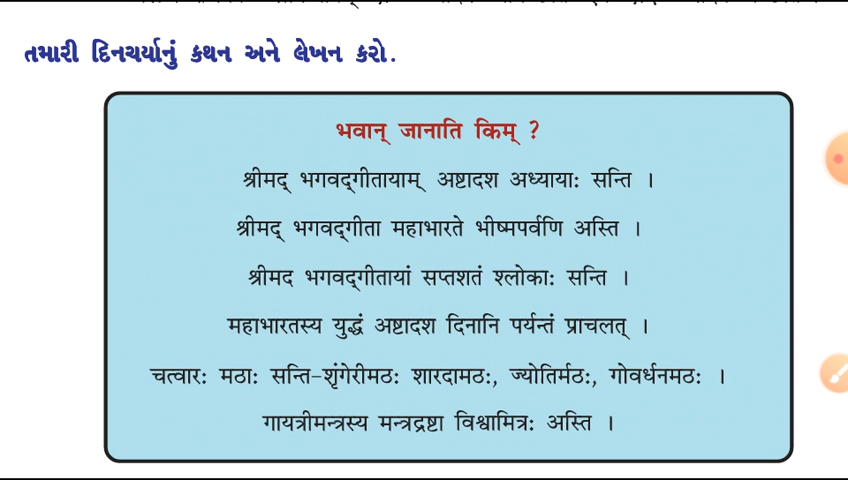 તમારી દિનચર્યાનું કથન અને લેખન કરો.
भवान् जानाति किम् ?
श्रीमद् भगवद्गीतायाम् अष्टादश अध्यायाः सन्ति ।
श्रीमद् भगवद्गीता महाभारते भीष्मपर्वणि अस्ति ।
श्रीमद भगवद्गीतायां सप्तशतं श्लोकाः सन्ति ।
महाभारतस्य युद्धं अष्टादश दिनानि पर्यन्तं प्राचलत् ।
चत्वारः मठाः सन्ति–शृंगेरीमठः शारदामठः, ज्योतिर्मठः, गोवर्धनमठः ।
गायत्रीमन्त्रस्य मन्त्रद्रष्टा विश्वामित्रः अस्ति ।